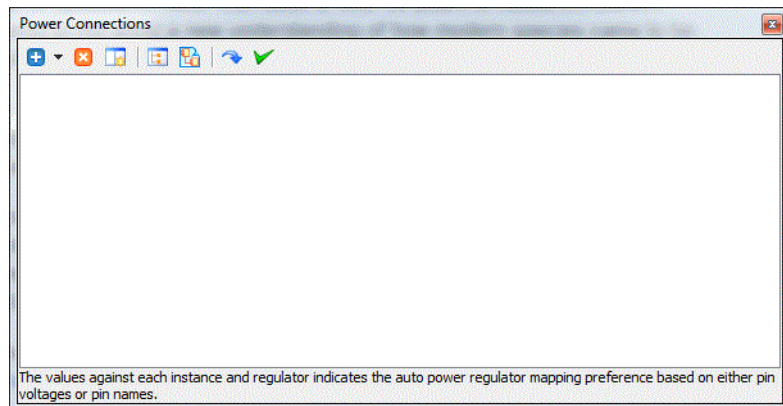 Power Connections
The values against each instance and regulator indicates the auto power regulator mapping preference based on either pin
voltages or pin names.